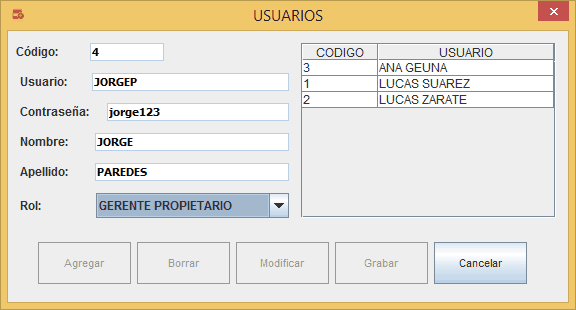 USUARIOS
Código: 4
Usuario: JORGEP
Contraseña: jorge123
Nombre: JORGE
Apellido: PAREDES
Rol: GERENTE PROPIETARIO
CODIGO USUARIO
3 ANA GEUNA
1 LUCAS SUAREZ
2 LUCAS ZARATE
Agregar Borrar Modificar Grabar Cancelar